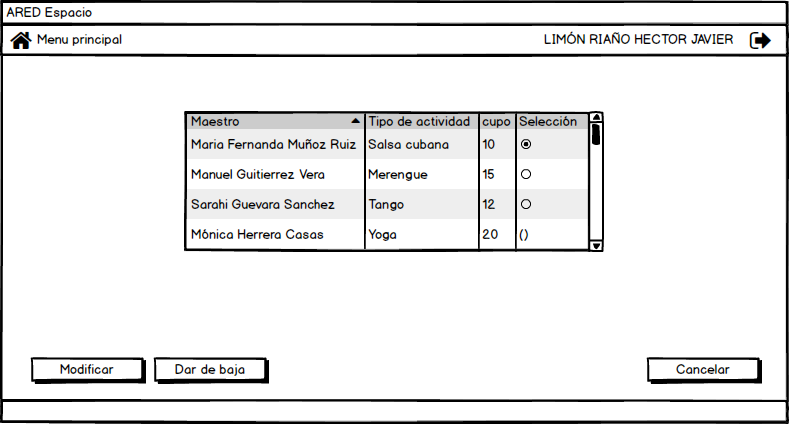 ARED Espacio
Menu principal LIMÓN RIAÑO HECTOR JAVIER
Maestro Tipo de actividad cupo Selección
Maria Fernanda Muñoz Ruiz Salsa cubana 10
Manuel Guitierrez Vera Merengue 15
Sarahi Guevara Sanchez Tango 12
Mónica Herrera Casas Yoga 20 ()
Modificar Dar de baja Cancelar